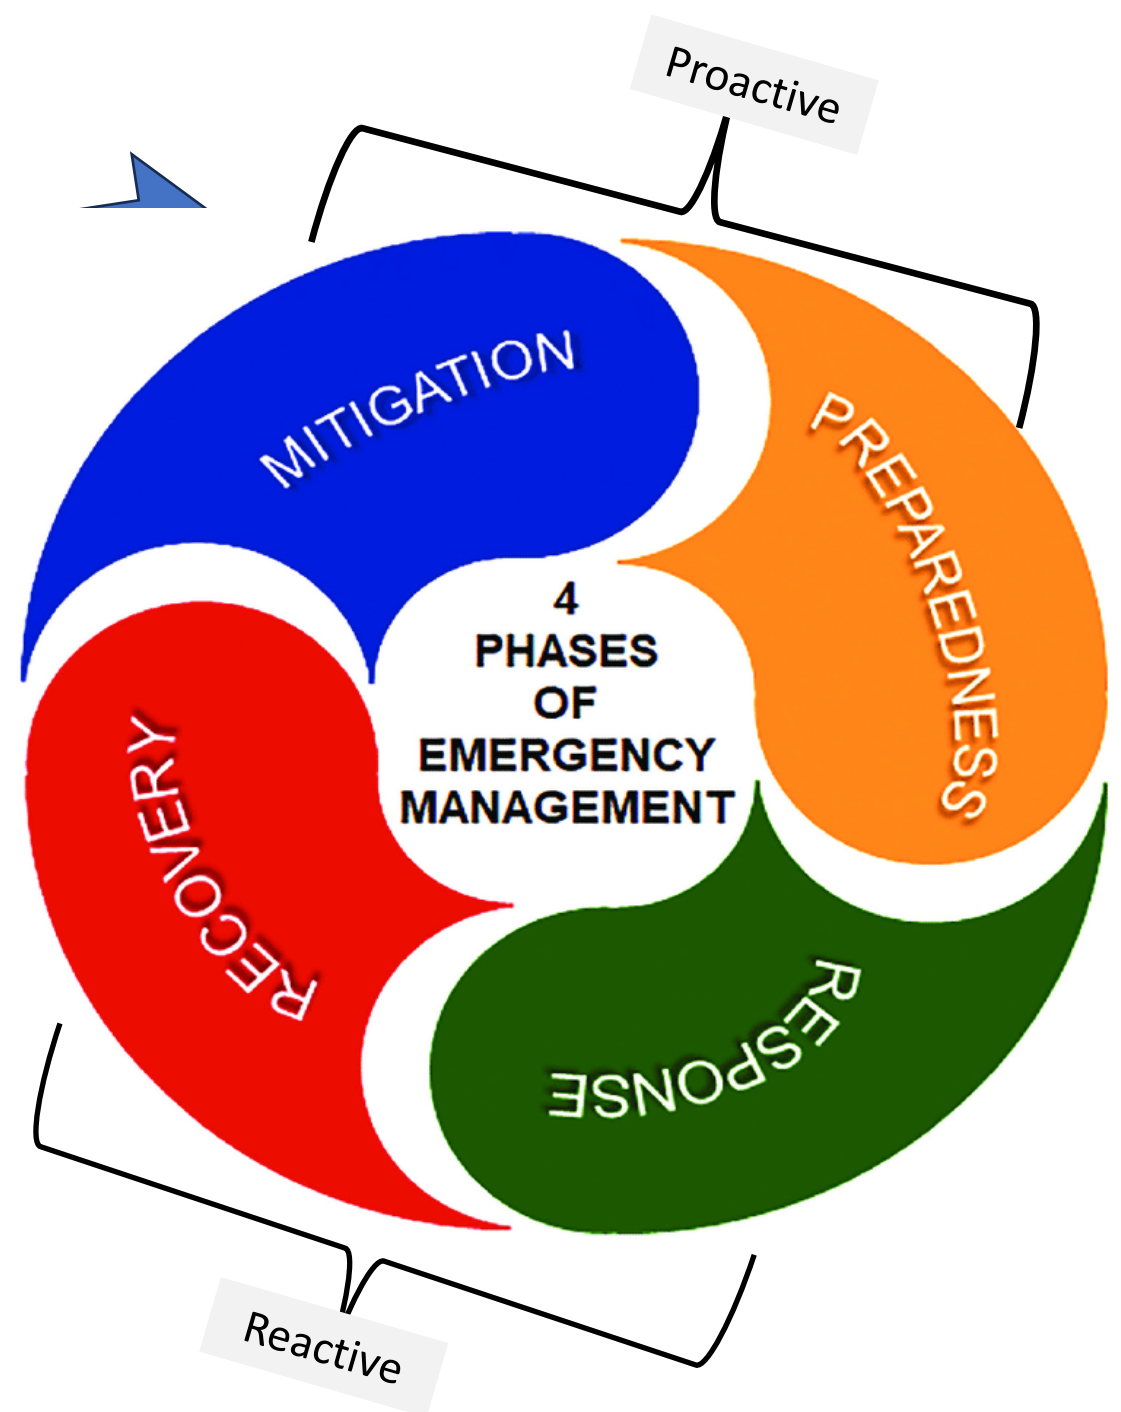 Proactive
MITIGATION
PREPAREDNESS
4
PHASES
OF
EMERGENCY
MANAGEMENT
RECOVERY
RESPONSE
Reactive